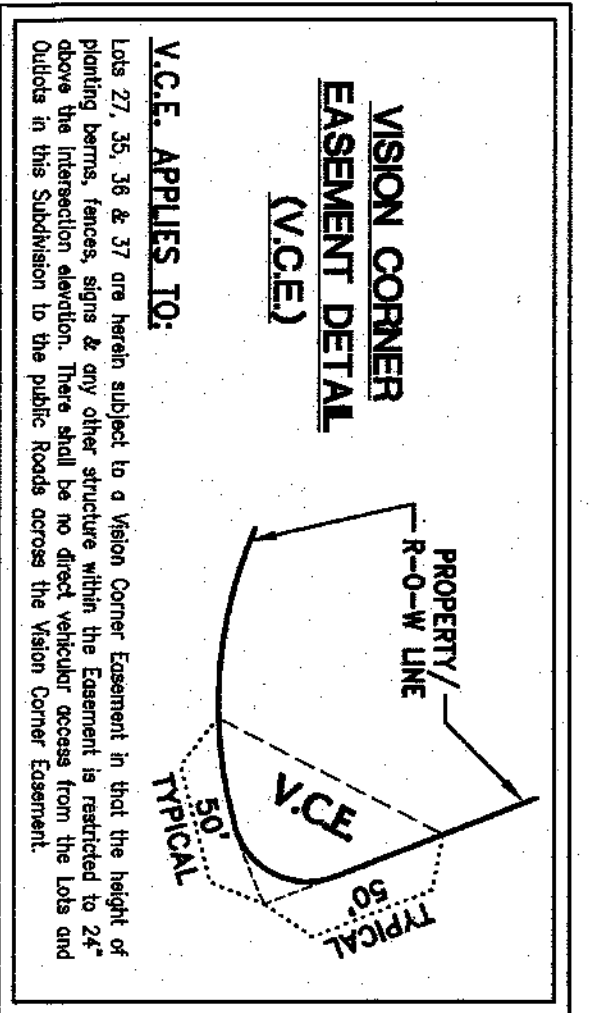 VISION CORNER
EASEMENT DETAIL
(V.C.E.)
PROPERTY/
R-O-W LINE
V.C.E.
50'
TYPICAL
50'
TYPICAL
V.C.E. APPLIES TO:
Lots 27, 35, 36 & 37 are herein subject to a Vision Corner Easement in that the height of
planting berms, fences, signs & any other structure within the Easement is restricted to 24"
above the intersection elevation. There shall be no direct vehicular access from the Lots and
Outlots in this Subdivision to the public Roads across the Vision Corner Easement.